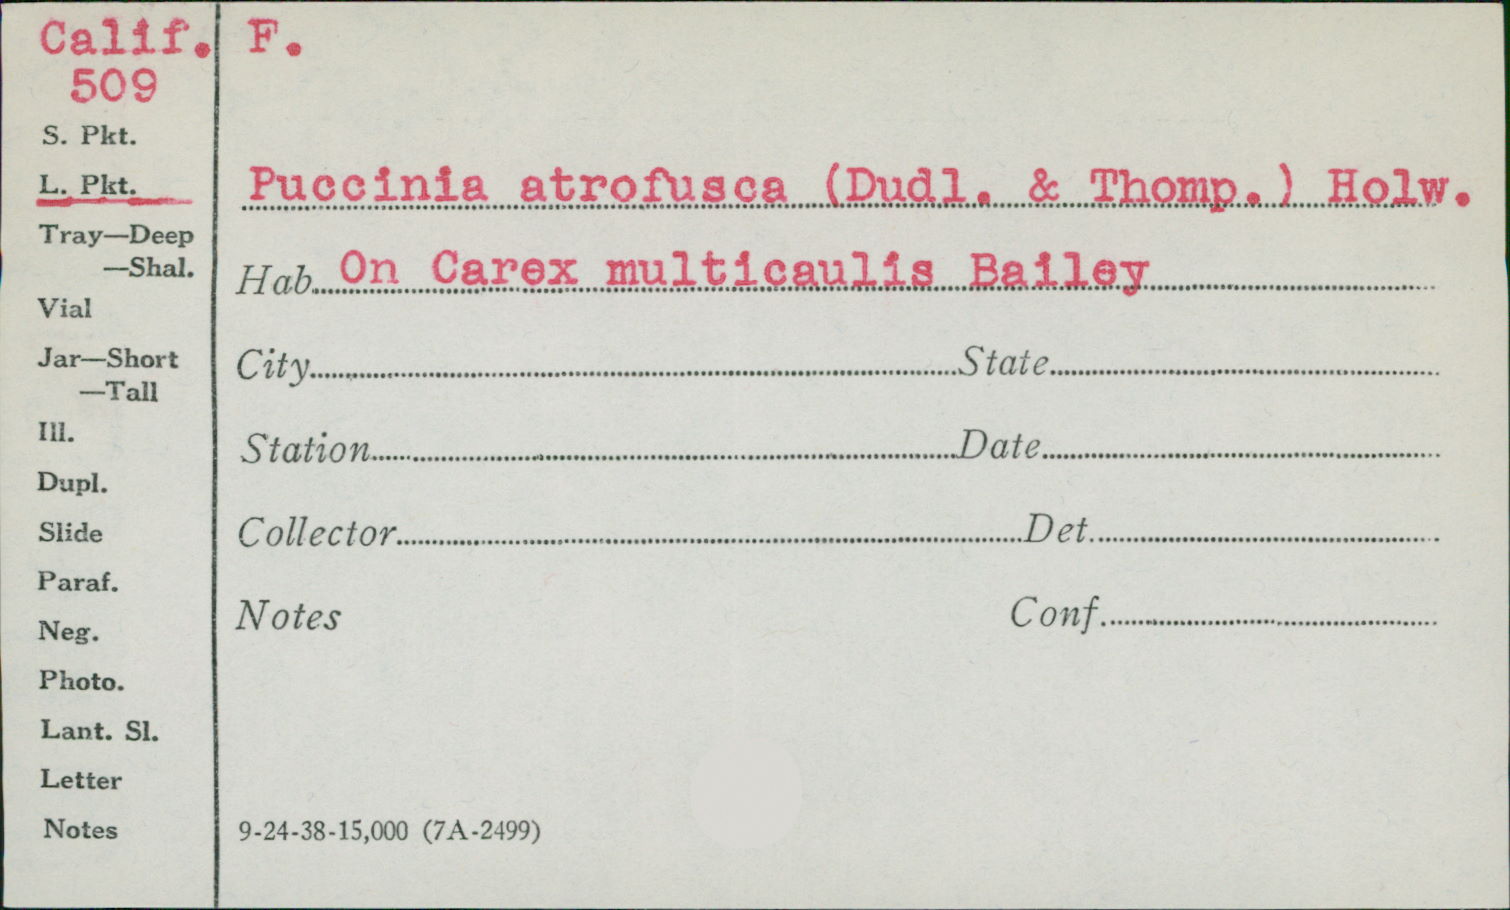 Calif. F.
509
S. Pkt.
L. Pkt.
Tray—Deep
—Shal.
Vial
Jar—Short
—Tall
Ill.
Dupl.
Slide
Paraf.
Neg.
Photo.
Lant. Sl.
Letter
Notes
Puccinia atrofusca (Dudl. & Thomp.) Holw.
Hab. On Carex multicaulis Bailey
City State
Station Date
Collector Det.
Notes Conf.
9-24-38-15,000 (7A-2499)